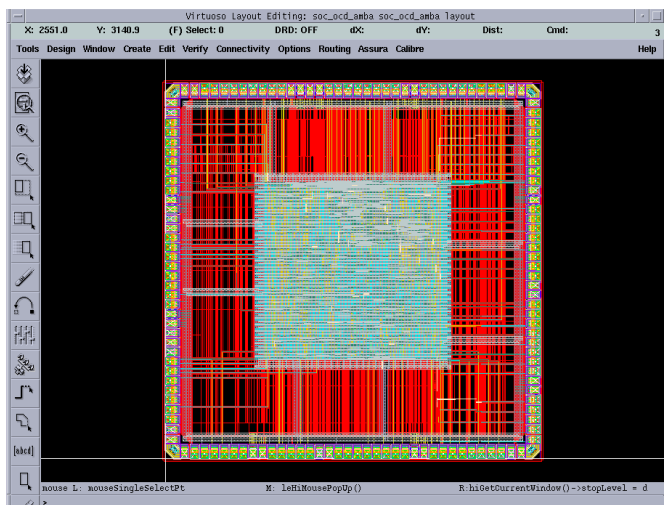 Virtuoso Layout Editing: soc_ocd_amba soc_ocd_amba layout
X: 2551.0 Y: 3140.9 (F) Select: 0 DRD: OFF dX: dY: Dist: Cmd: 3
Tools Design Window Create Edit Verify Connectivity Options Routing Assura Calibre Help
[abcd]
mouse L: mouseSingleSelectPt M: leHiMousePopUp() R:hiGetCurrentWindow()->stopLevel = d
>